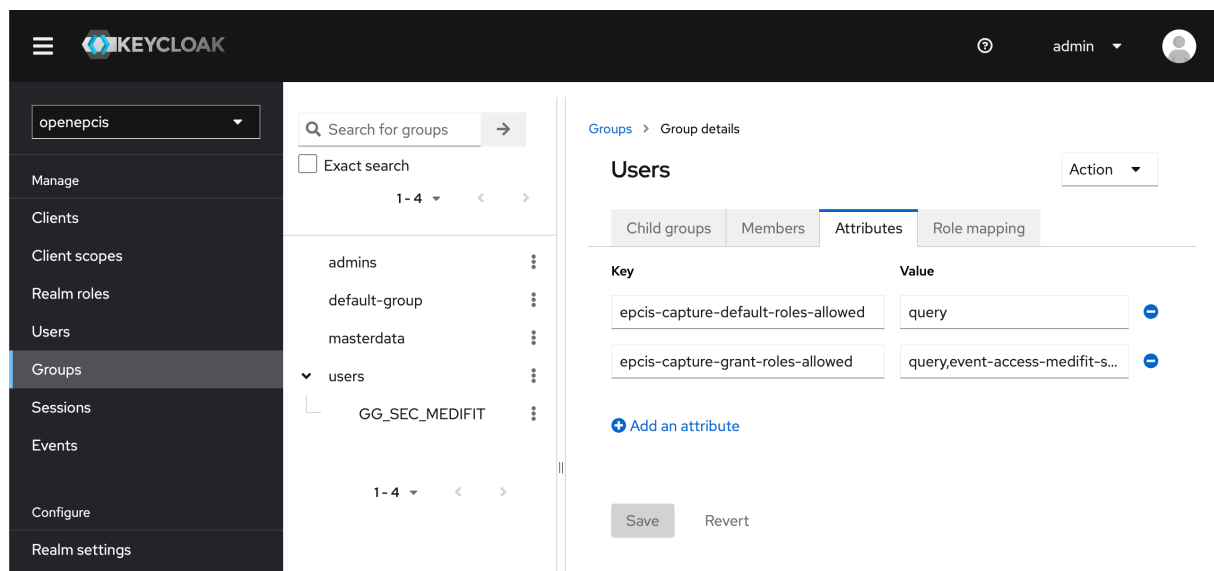 KEYCLOAK
admin
openepcis
Manage
Clients
Client scopes
Realm roles
Users
Groups
Sessions
Events
Configure
Realm settings
Search for groups
Exact search
1 - 4
admins
default-group
masterdata
users
GG_SEC_MEDIFIT
1 - 4
Groups > Group details
Users
Action
Child groups Members Attributes Role mapping
Key Value
epcis-capture-default-roles-allowed query
epcis-capture-grant-roles-allowed query,event-access-medifit-s...
Add an attribute
Save Revert